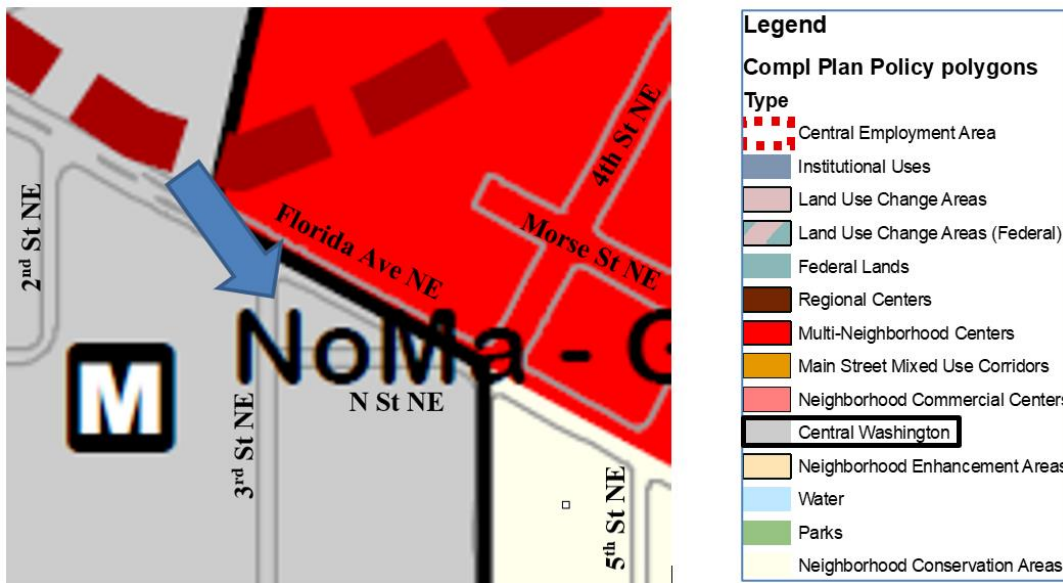 2nd St NE
Florida Ave NE
4th St NE
Morse St NE
NoMa - G
M
N St NE
3rd St NE
5th St NE
Legend
Compl Plan Policy polygons
Type
Central Employment Area
Institutional Uses
Land Use Change Areas
Land Use Change Areas (Federal)
Federal Lands
Regional Centers
Multi-Neighborhood Centers
Main Street Mixed Use Corridors
Neighborhood Commercial Centers
Central Washington
Neighborhood Enhancement Areas
Water
Parks
Neighborhood Conservation Areas